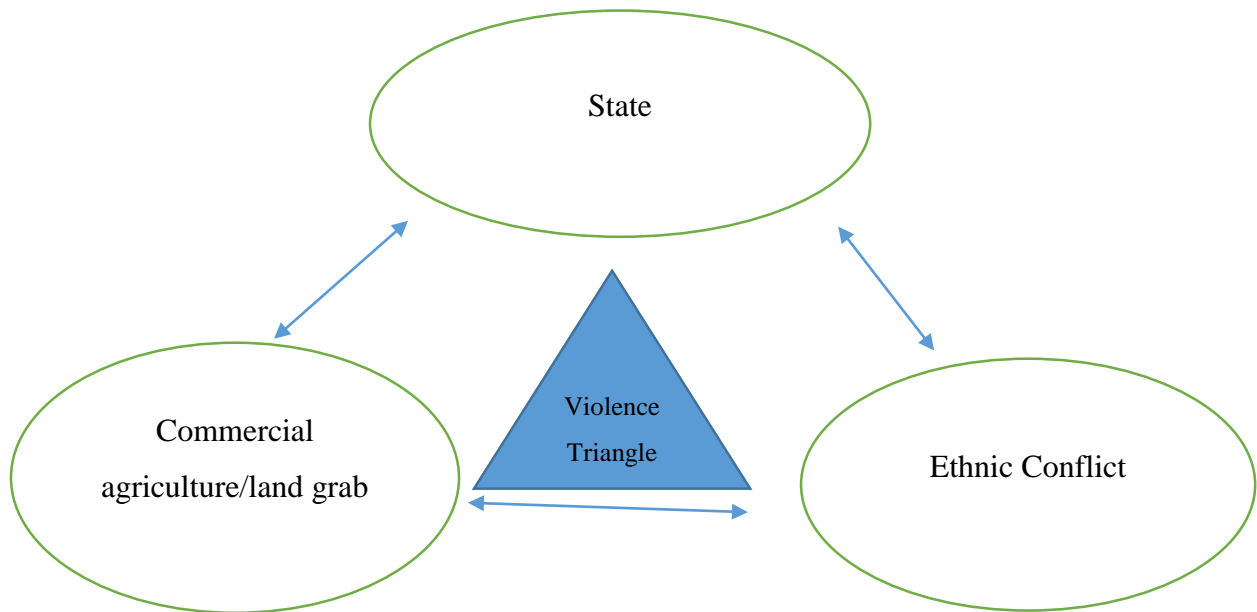 State
Commercial
agriculture/land grab
Violence
Triangle
Ethnic Conflict